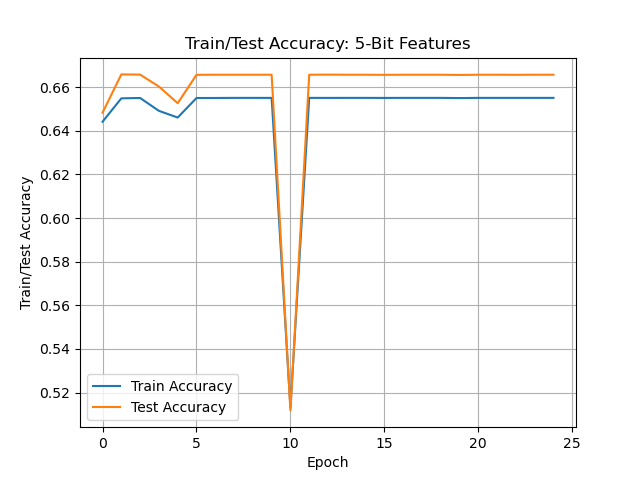 Train/Test Accuracy: 5-Bit Features
Train/Test Accuracy
0.66
0.64
0.62
0.60
0.58
0.56
0.54
0.52
Train Accuracy
Test Accuracy
0 5 10 15 20 25
Epoch